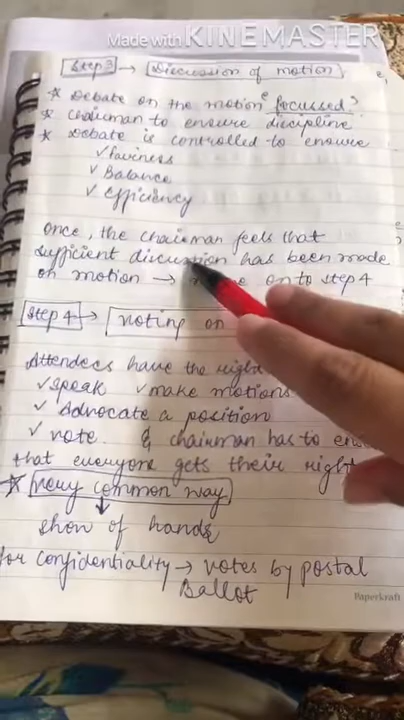 Made with KINEMASTER
Step 3 → Discussion of motion
* Debate on the motion "focussed"
* Chairman to ensure discipline
* Debate is controlled to ensure
✓ Fairness
✓ Balance
✓ Efficiency
Once, the chairman feels that
sufficient discussion has been made
on motion → on to step 4
Step 4 → Voting on
Attendees have the right
✓ speak ✓ make motions
✓ Advocate a position
✓ vote & chairman has to
that everyone gets their right
* Very common way
↓
show of hands
for confidentiality → votes by postal
Ballot
Paperkraft